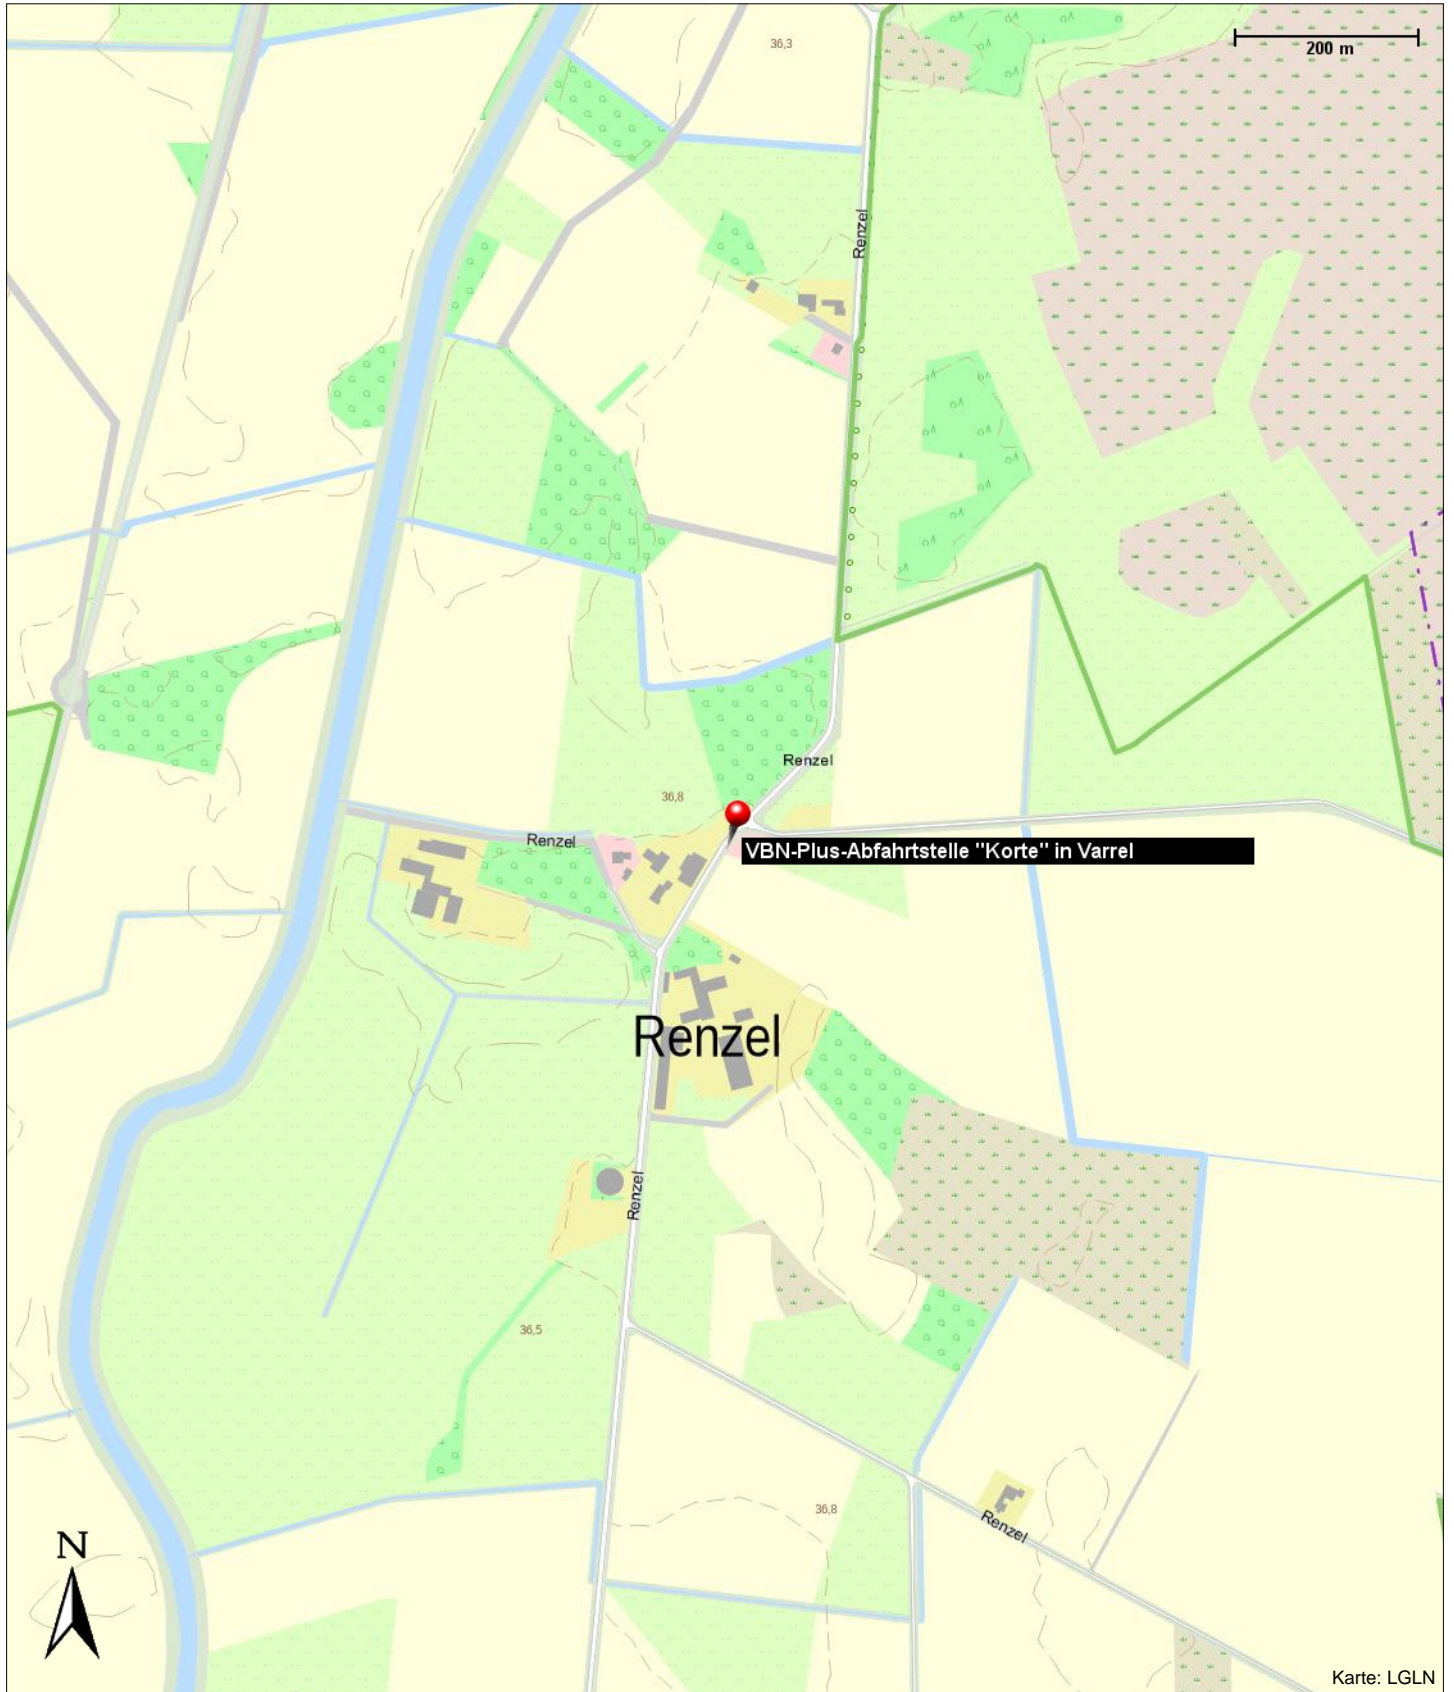 36,3
200 m
Renzel
Renzel
36,8
Renzel
VBN-Plus-Abfahrtstelle "Korte" in Varrel
Renzel
Renzel
36,5
36,8
Renzel
N
Karte: LGLN